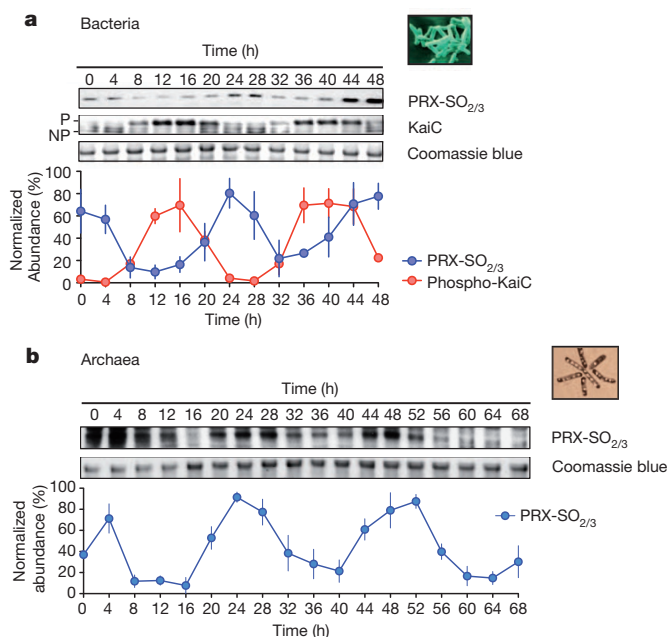 a Bacteria
Time (h)
0 4 8 12 16 20 24 28 32 36 40 44 48
PRX-SO2/3
P
NP
KaiC
Coomassie blue
Normalized
Abundance (%)
100
80
60
40
20
0
0 4 8 12 16 20 24 28 32 36 40 44 48
Time (h)
PRX-SO2/3
Phospho-KaiC
b Archaea
Time (h)
0 4 8 12 16 20 24 28 32 36 40 44 48 52 56 60 64 68
PRX-SO2/3
Coomassie blue
Normalized
abundance (%)
100
80
60
40
20
0
0 4 8 12 16 20 24 28 32 36 40 44 48 52 56 60 64 68
Time (h)
PRX-SO2/3